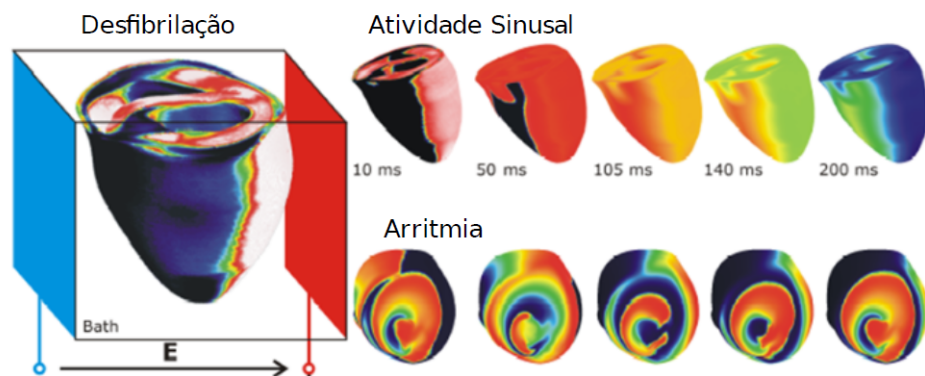 Desfibrilação
Atividade Sinusal
10 ms
50 ms
105 ms
140 ms
200 ms
Arritmia
Bath
E